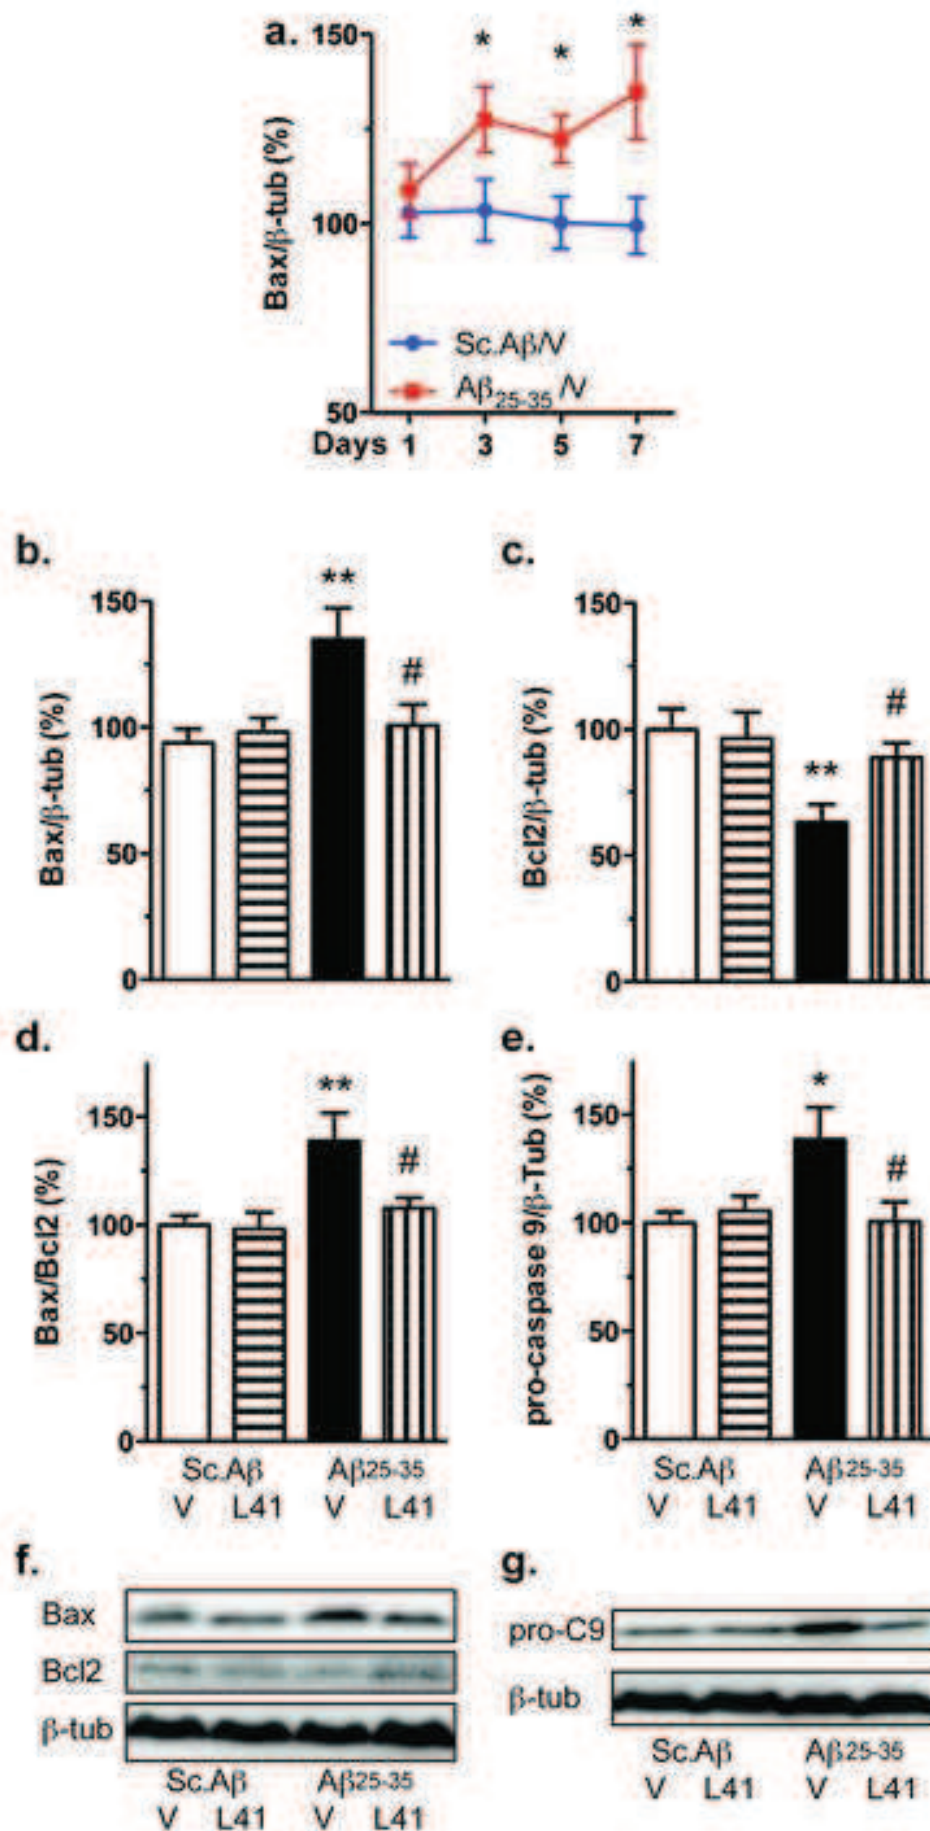 a.
150
* * *
Bax/β-tub (%)
100
Sc.Aβ/V
Aβ25-35 /V
50
Days 1 3 5 7
b.
150
**
#
Bax/β-tub (%)
100
50
0
c.
150
#
**
Bcl2/β-tub (%)
100
50
0
d.
**
150
#
Bax/Bcl2 (%)
100
50
0
Sc.Aβ Aβ25-35
V L41 V L41
e.
*
150
#
pro-caspase 9/β-Tub (%)
100
50
0
Sc.Aβ Aβ25-35
V L41 V L41
f.
Bax
Bcl2
β-tub
Sc.Aβ Aβ25-35
V L41 V L41
g.
pro-C9
β-tub
Sc.Aβ Aβ25-35
V L41 V L41